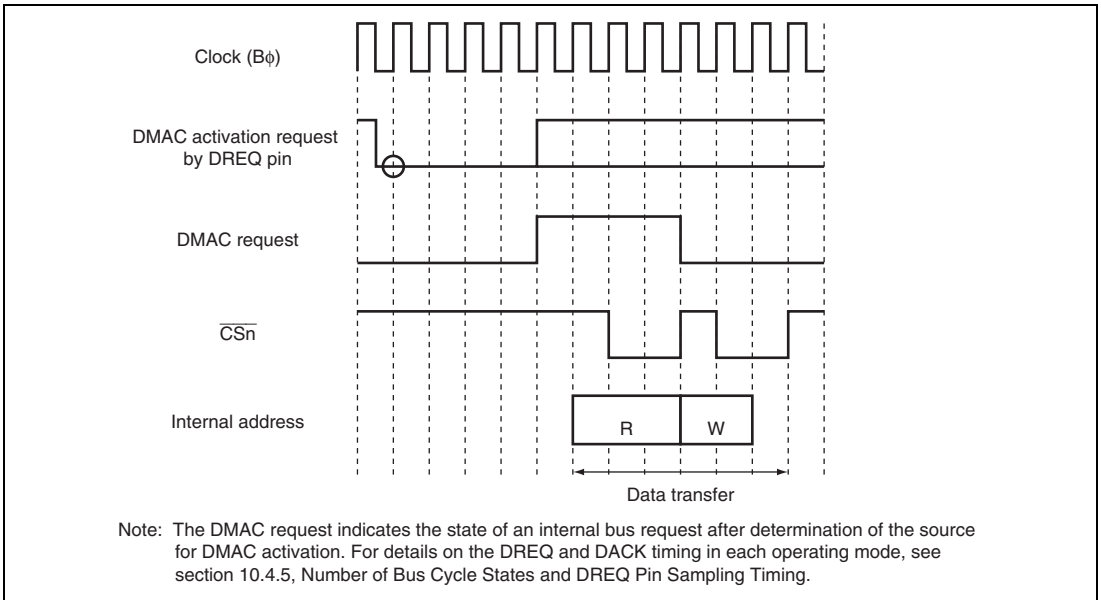 Clock (Bϕ)
DMAC activation request
by DREQ pin
DMAC request
CSn
Internal address
R
W
Data transfer
Note: The DMAC request indicates the state of an internal bus request after determination of the source
for DMAC activation. For details on the DREQ and DACK timing in each operating mode, see
section 10.4.5, Number of Bus Cycle States and DREQ Pin Sampling Timing.